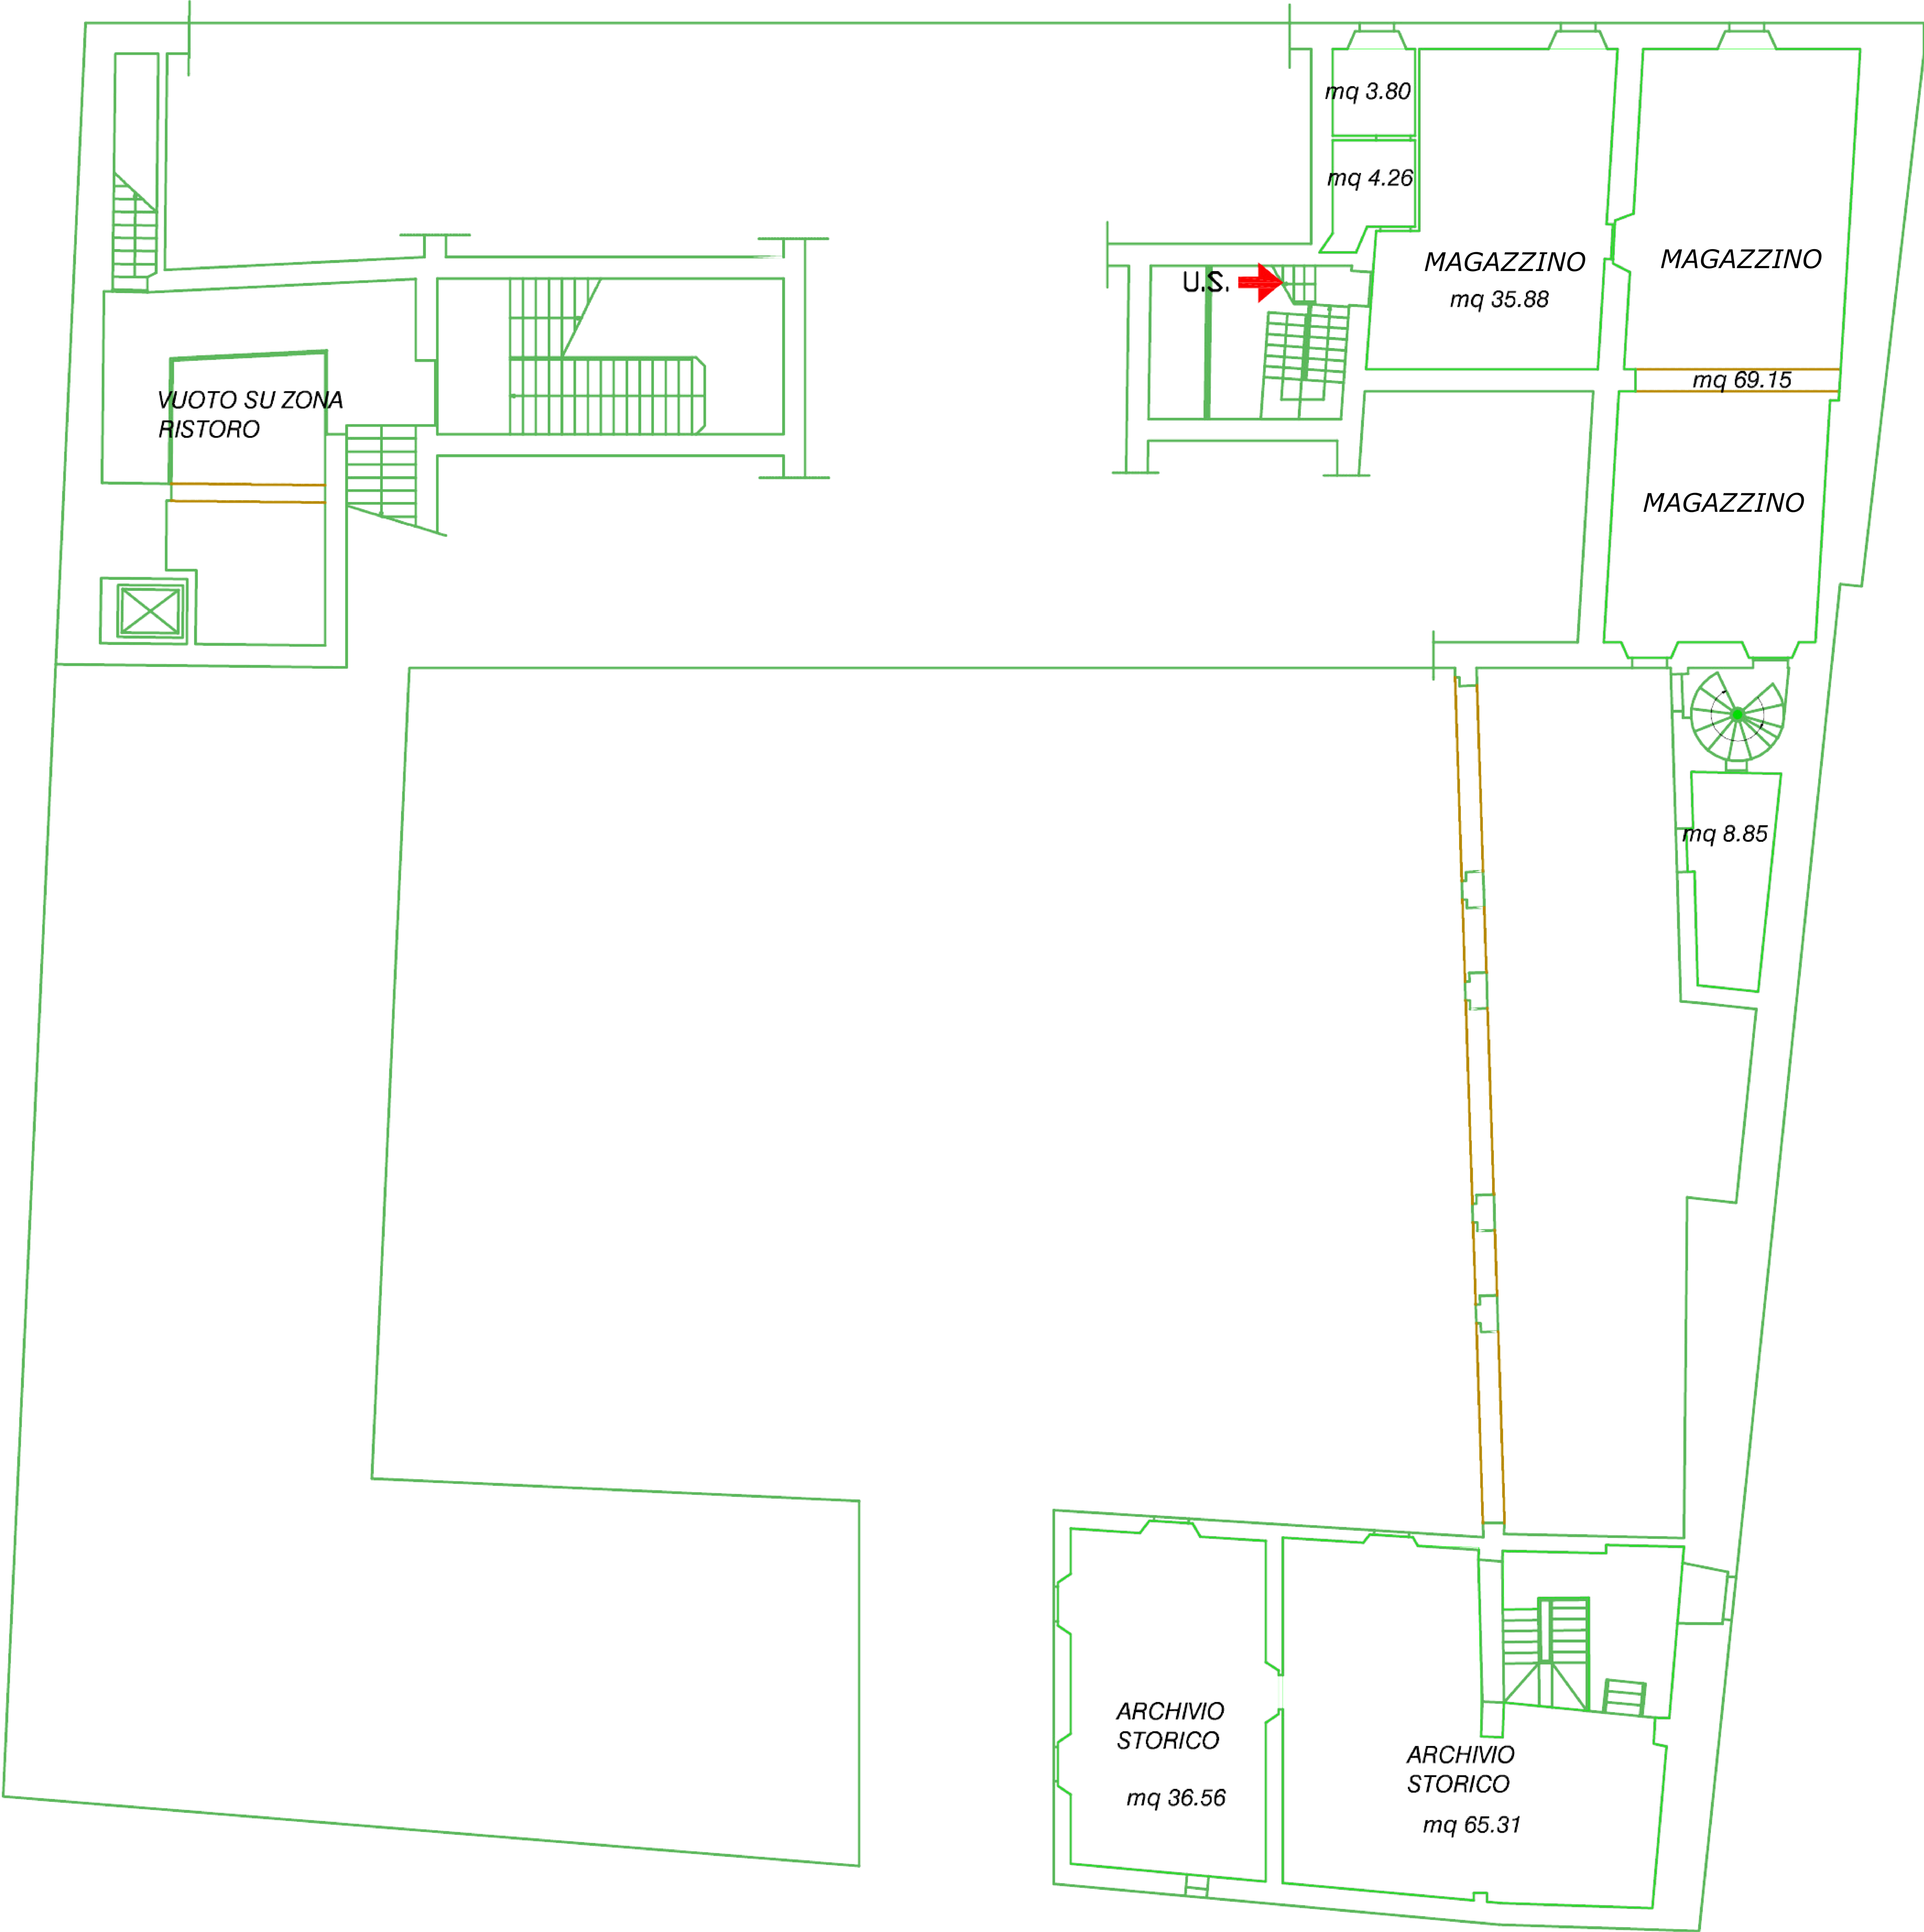 mq 3.80
mq 4.26
MAGAZZINO
mq 35.88
MAGAZZINO
U.S.
mq 69.15
VUOTO SU ZONA
RISTORO
MAGAZZINO
mq 8.85
ARCHIVIO
STORICO
mq 36.56
ARCHIVIO
STORICO
mq 65.31